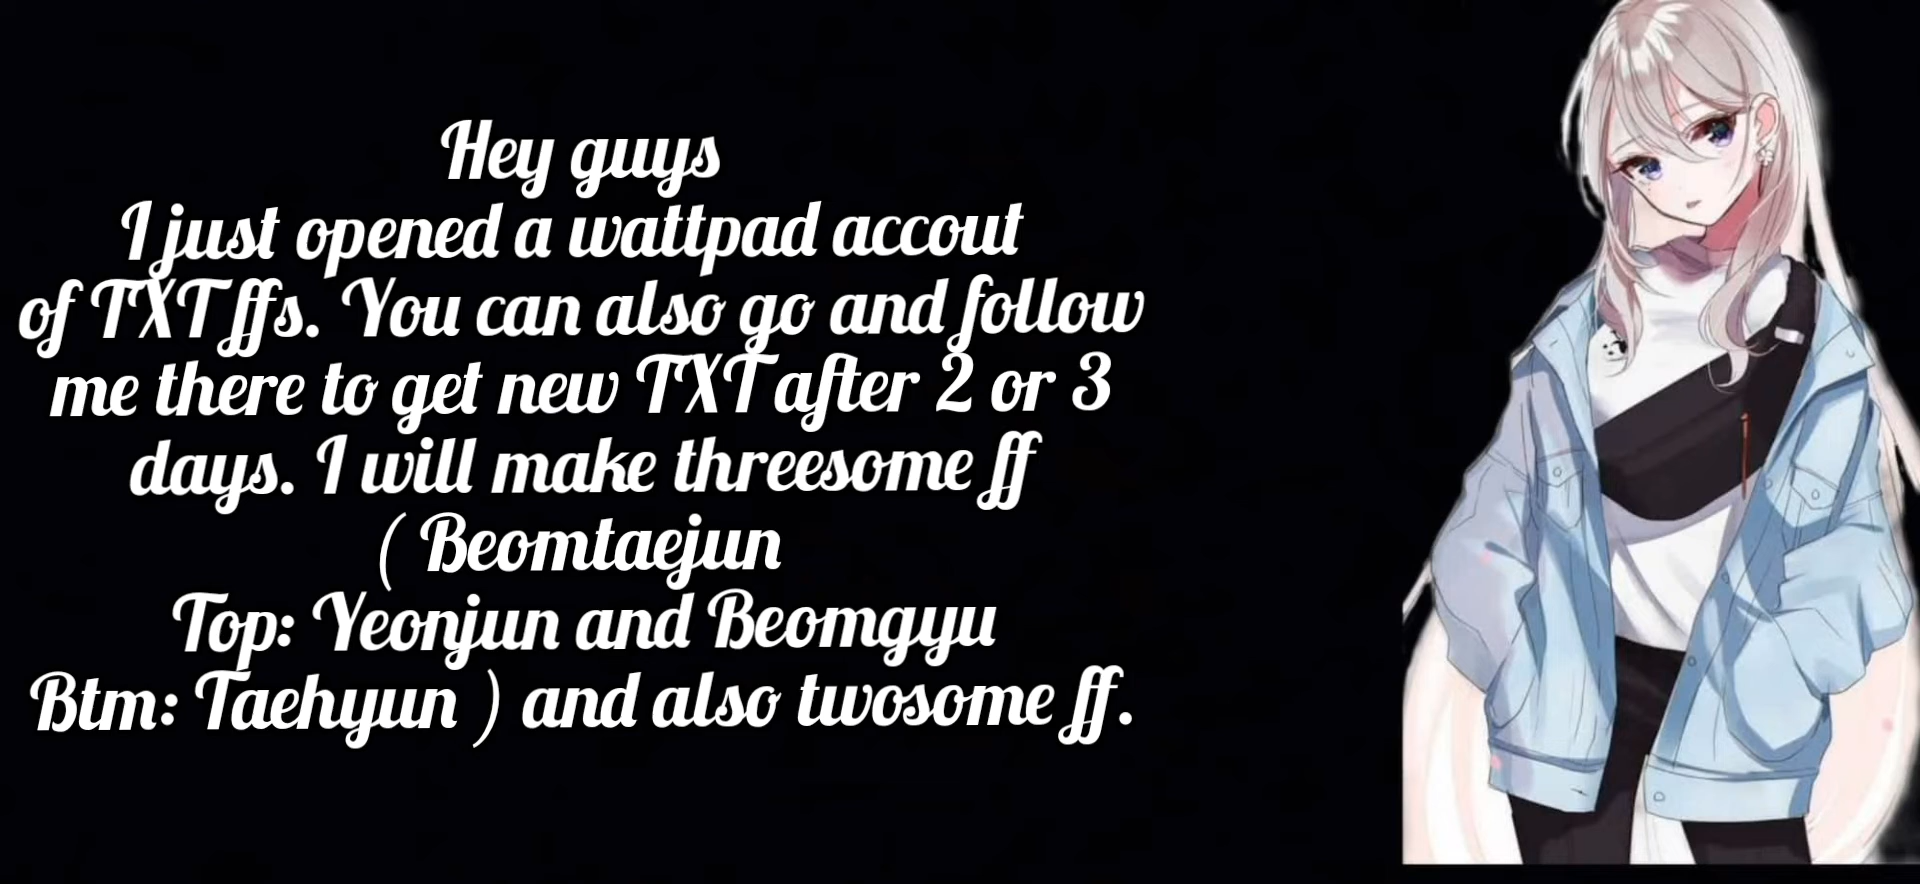 Hey guys
I just opened a wattpad accout
of TXT ffs. You can also go and follow
me there to get new TXT after 2 or 3
days. I will make threesome ff
( Beomtaejun
Top: Yeonjun and Beomgyu
Btm: Taehyun ) and also twosome ff.